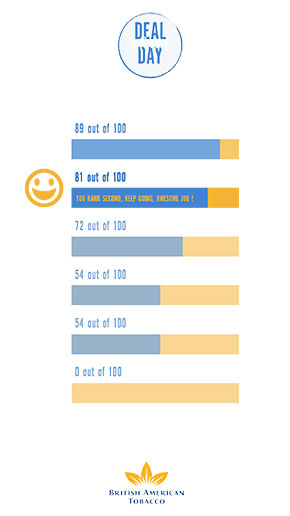 DEAL
DAY
89 out of 100
81 out of 100
YOU RANK SECOND, KEEP GOING, AWESOME JOB !
72 out of 100
54 out of 100
54 out of 100
0 out of 100
BRITISH AMERICAN
TOBACCO